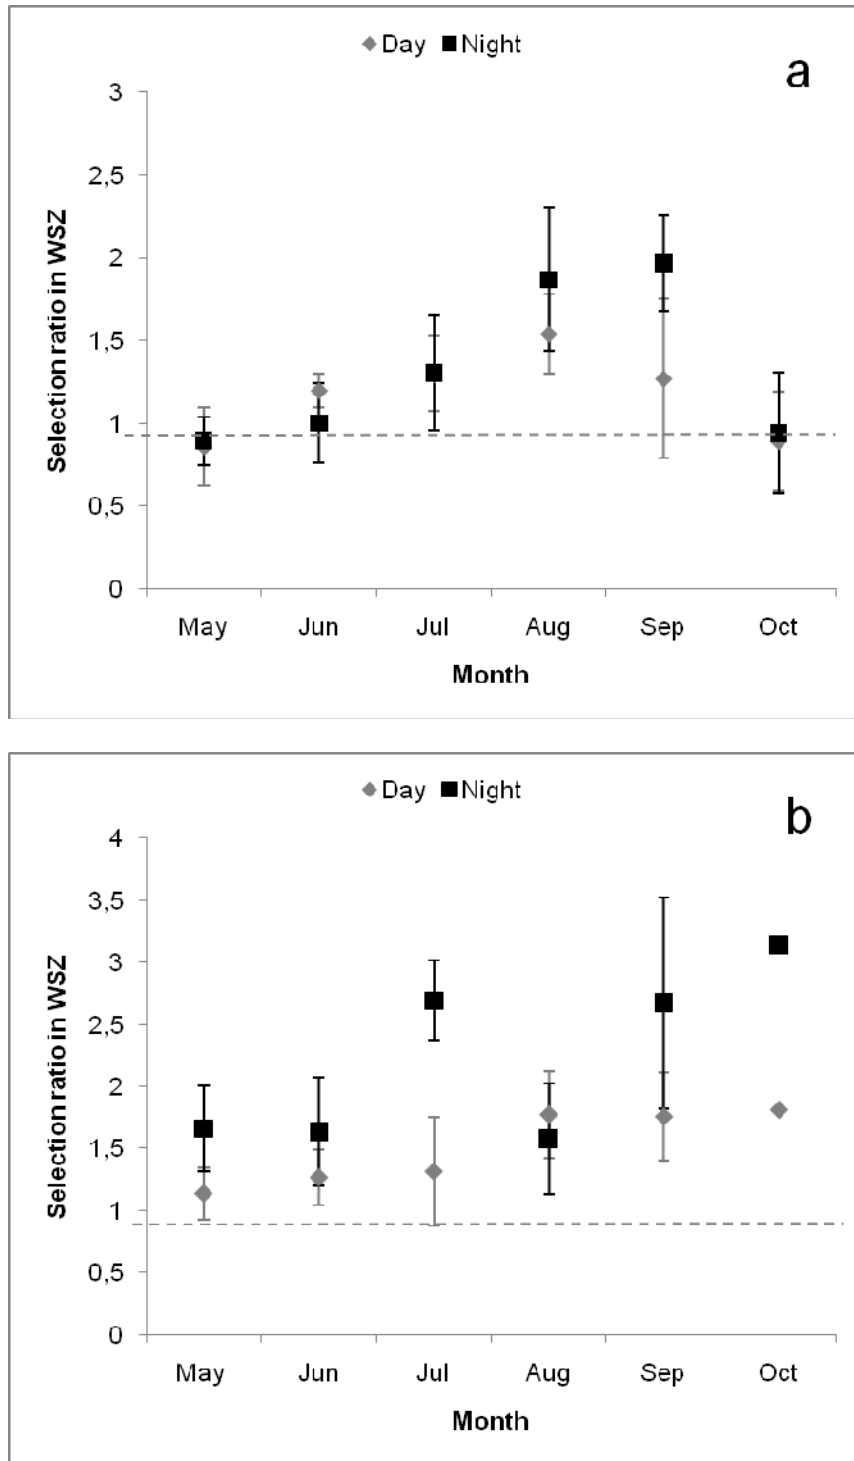 Day Night
a
3
2,5
2
1,5
1
0,5
0
Selection ratio in WSZ
May Jun Jul Aug Sep Oct
Month
Day Night
b
4
3,5
3
2,5
2
1,5
1
0,5
0
Selection ratio in WSZ
May Jun Jul Aug Sep Oct
Month